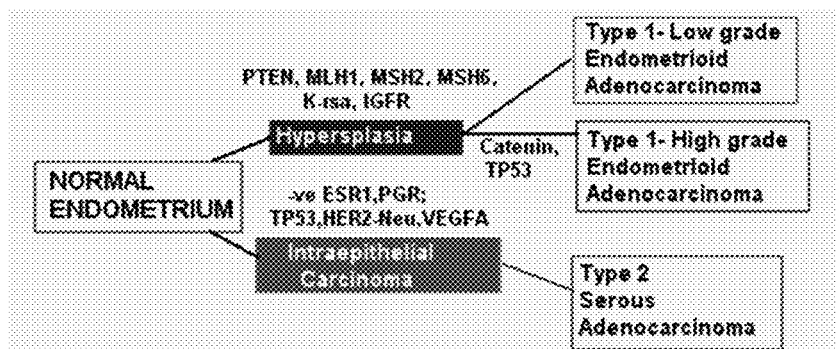 NORMAL
ENDOMETRIUM
PTEN, MLH1, MSH2, MSH6,
K-rsa, IGFR
Hypersplasia
-ve ESR1,PGR;
TP53,HER2-Neu,VEGFA
Intraepithelial
Carcinoma
Catenin,
TP53
Type 1- Low grade
Endometrioid
Adenocarcinoma
Type 1- High grade
Endometrioid
Adenocarcinoma
Type 2
Serous
Adenocarcinoma